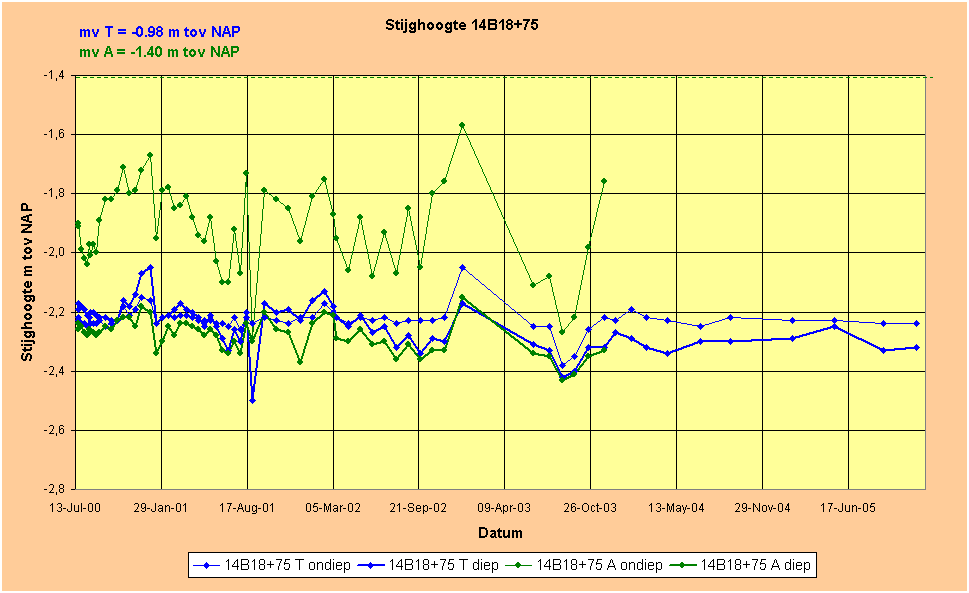 Stijghoogte 14B18+75
mv T = -0.98 m tov NAP
mv A = -1.40 m tov NAP
Stijghoogte m tov NAP
-1,4
-1,6
-1,8
-2,0
-2,2
-2,4
-2,6
-2,8
13-Jul-00 29-Jan-01 17-Aug-01 05-Mar-02 21-Sep-02 09-Apr-03 26-Oct-03 13-May-04 29-Nov-04 17-Jun-05
Datum
14B18+75 T ondiep 14B18+75 T diep 14B18+75 A ondiep 14B18+75 A diep